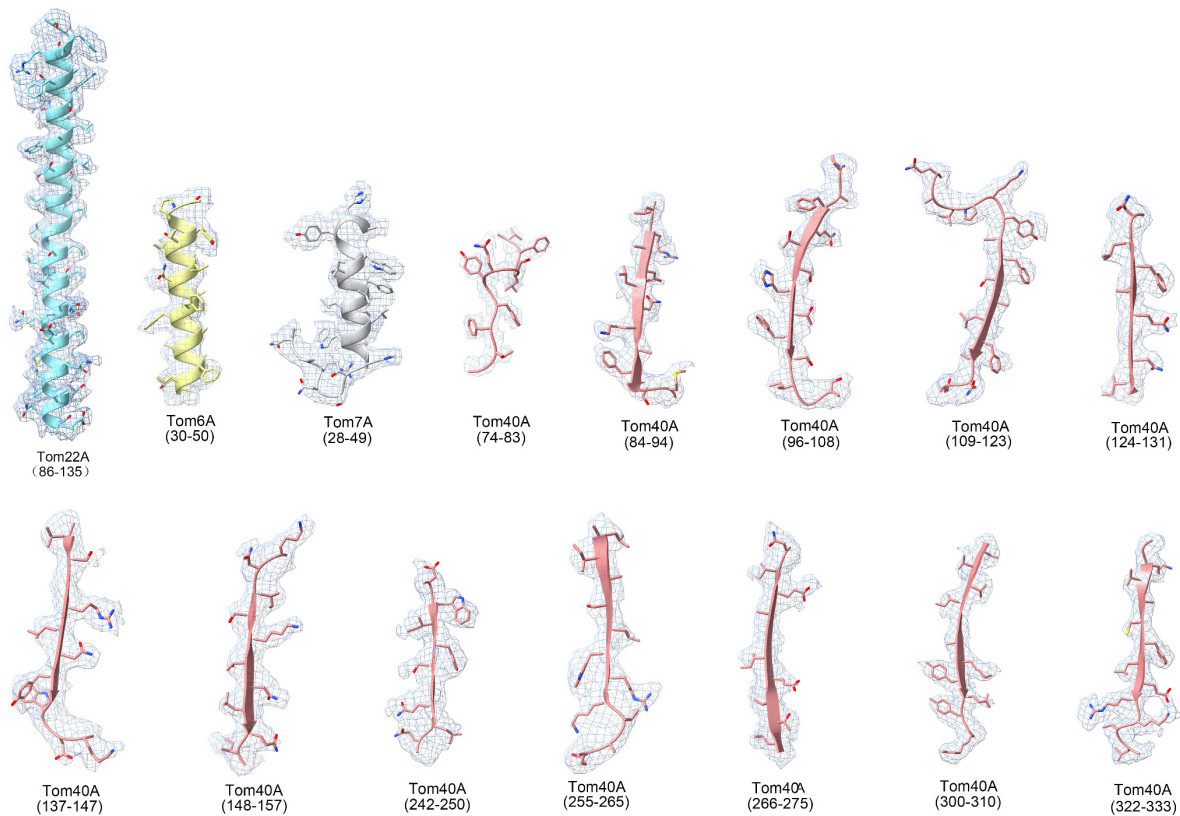 Tom22A
（86-135）
Tom6A
(30-50)
Tom7A
(28-49)
Tom40A
(74-83)
Tom40A
(84-94)
Tom40A
(96-108)
Tom40A
(109-123)
Tom40A
(124-131)
Tom40A
(137-147)
Tom40A
(148-157)
Tom40A
(242-250)
Tom40A
(255-265)
Tom40A
(266-275)
Tom40A
(300-310)
Tom40A
(322-333)